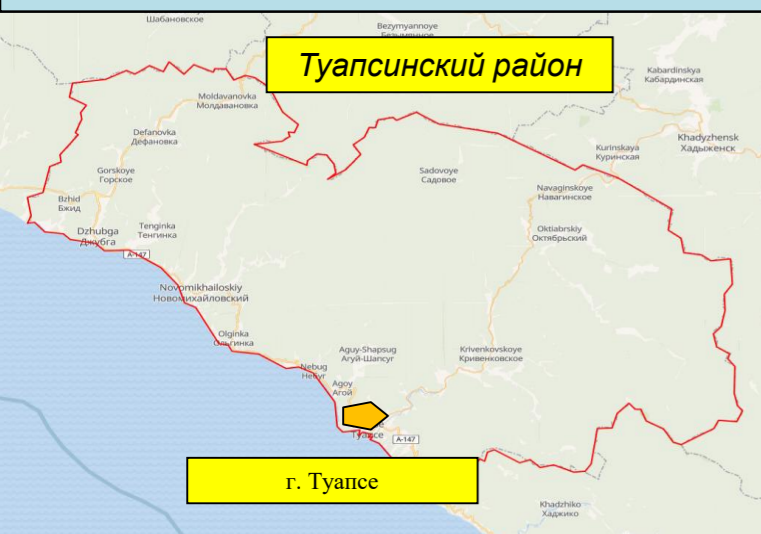 Шабановское
Bezymyannoye
Безымянное
Туапсинский район
Kabardinskya
Кабардинская
Moldavanovka
Молдавановка
Defanovka
Дефановка
Khadyzhensk
Хадыженск
Kurinskaya
Куринская
Gorskoye
Горское
Sadovoye
Садовое
Navaginskoye
Навагинское
Bzhid
Бжид
Tenginka
Тенгинка
Dzhubga
Джубга
Oktiabrskiy
Октябрьский
A-147
Novomikhailoskiy
Новомихайловский
Olginka
Ольгинка
Aguy-Shapsug
Агуй-Шапсуг
Krivenkovskoye
Кривенковское
Nebug
Небуг
Agoy
Агой
Туапсе
A-147
г. Туапсе
Khadzhiko
Хаджико